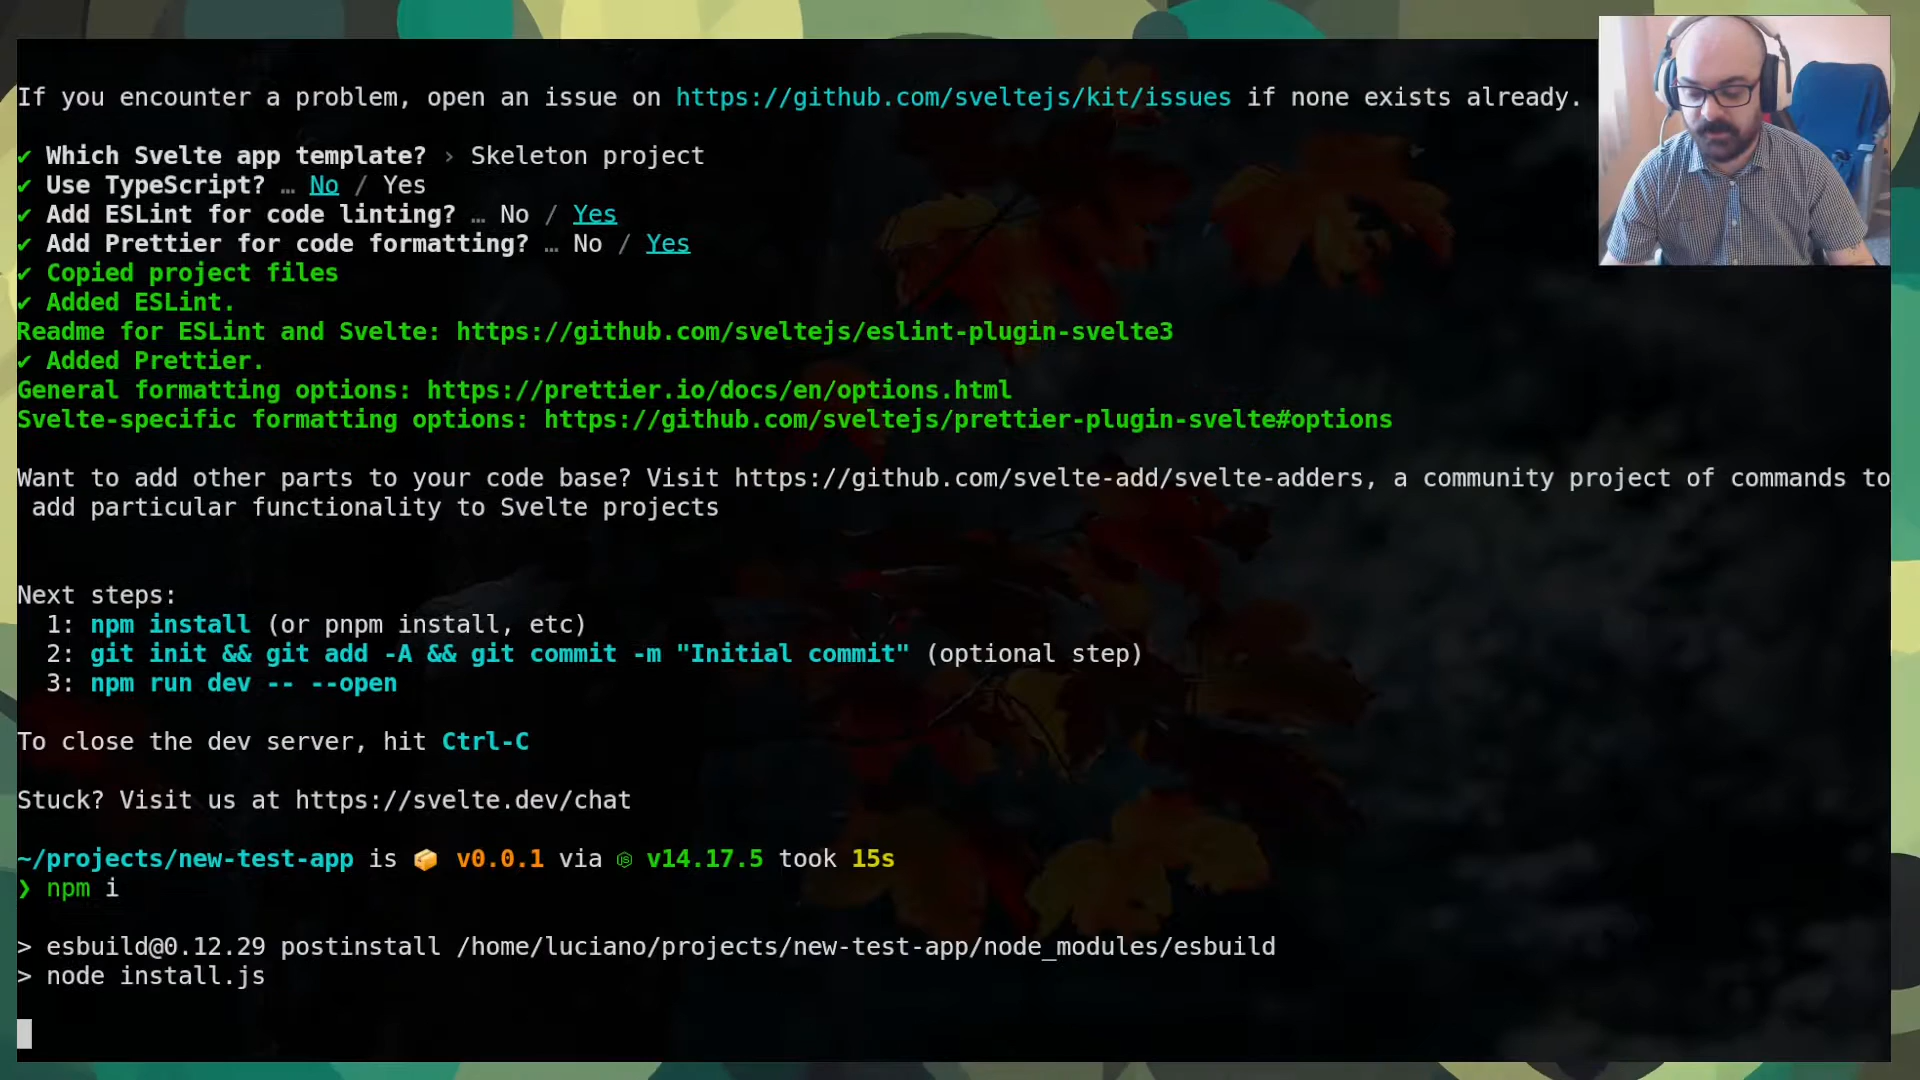 If you encounter a problem, open an issue on https://github.com/sveltejs/kit/issues if none exists already.
✔ Which Svelte app template? › Skeleton project
✔ Use TypeScript? … No / Yes
✔ Add ESLint for code linting? … No / Yes
✔ Add Prettier for code formatting? … No / Yes
✔ Copied project files
✔ Added ESLint.
Readme for ESLint and Svelte: https://github.com/sveltejs/eslint-plugin-svelte3
✔ Added Prettier.
General formatting options: https://prettier.io/docs/en/options.html
Svelte-specific formatting options: https://github.com/sveltejs/prettier-plugin-svelte#options
Want to add other parts to your code base? Visit https://github.com/svelte-add/svelte-adders, a community project of commands to
add particular functionality to Svelte projects
Next steps:
1: npm install (or pnpm install, etc)
2: git init && git add -A && git commit -m "Initial commit" (optional step)
3: npm run dev -- --open
To close the dev server, hit Ctrl-C
Stuck? Visit us at https://svelte.dev/chat
~/projects/new-test-app is 📦 v0.0.1 via v14.17.5 took 15s
❯ npm i
> esbuild@0.12.29 postinstall /home/luciano/projects/new-test-app/node_modules/esbuild
> node install.js